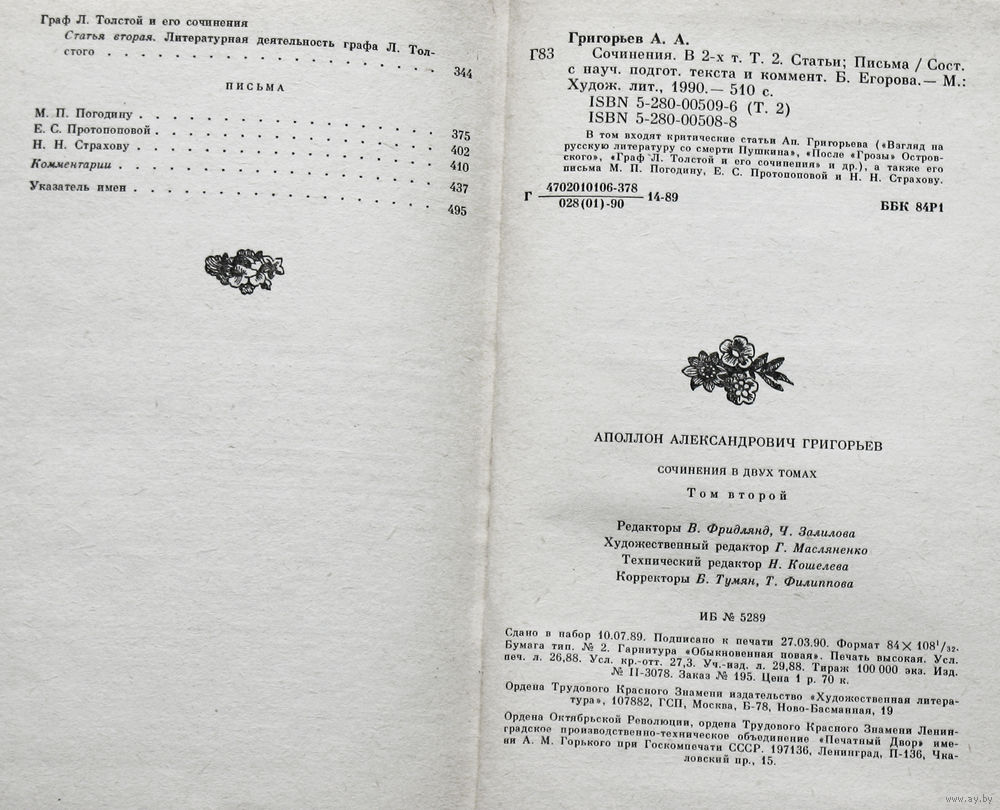 Граф Л. Толстой и его сочинения
Статья вторая. Литературная деятельность графа Л. Тол-
стого . . . . . . . . . . . . . . . . . . . 344
ПИСЬМА
М. П. Погодину . . . . . . . . . . . . . . . . 375
Е. С. Протопоповой . . . . . . . . . . . . . . 402
Н. Н. Страхову . . . . . . . . . . . . . . . . 410
Комментарии . . . . . . . . . . . . . . . . . 437
Указатель имен . . . . . . . . . . . . . . . . 495
Григорьев А. А.
Г83 Сочинения. В 2-х т. Т. 2. Статьи; Письма / Сост.
с науч. подгот. текста и коммент. Б. Егорова.— М.:
Худож. лит., 1990.— 510 с.
ISBN 5-280-00509-6 (Т. 2)
ISBN 5-280-00508-8
В том входят критические статьи Ап. Григорьева («Взгляд на
русскую литературу со смерти Пушкина», «После «Грозы» Остров-
ского», «Граф Л. Толстой и его сочинения» и др.), а также его
письма М. П. Погодину, Е. С. Протопоповой и Н. Н. Страхову.
Г 4702010106-378 / 028(01)-90 14-89
ББК 84Р1
АПОЛЛОН АЛЕКСАНДРОВИЧ ГРИГОРЬЕВ
СОЧИНЕНИЯ В ДВУХ ТОМАХ
Том второй
Редакторы В. Фридлянд, Ч. Залилова
Художественный редактор Г. Масляненко
Технический редактор Н. Кошелева
Корректоры Б. Тумян, Т. Филиппова
ИБ № 5289
Сдано в набор 10.07.89. Подписано к печати 27.03.90. Формат 84×108¹/₃₂.
Бумага тип. № 2. Гарнитура «Обыкновенная новая». Печать высокая. Усл.
печ. л. 26,88. Усл. кр.-отт. 27,3. Уч.-изд. л. 29,88. Тираж 100 000 экз. Изд.
№ II-3078. Заказ № 195. Цена 1 р. 70 к.
Ордена Трудового Красного Знамени издательство «Художественная литера-
тура», 107882, ГСП, Москва, Б-78, Ново-Басманная, 19
Ордена Октябрьской Революции, ордена Трудового Красного Знамени Ленин-
градское производственно-техническое объединение «Печатный Двор» име-
ни А. М. Горького при Госкомпечати СССР. 197136, Ленинград, П-136, Чка-
ловский пр., 15.
www.ay.by